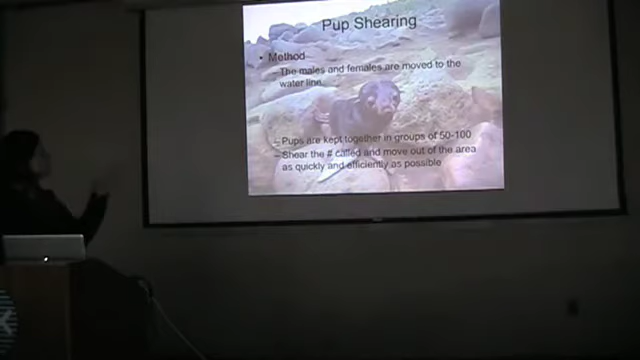 Pup Shearing
• Method
– The males and females are moved to the
water line.
– Pups are kept together in groups of 50-100
– Shear the # called and move out of the area
as quickly and efficiently as possible